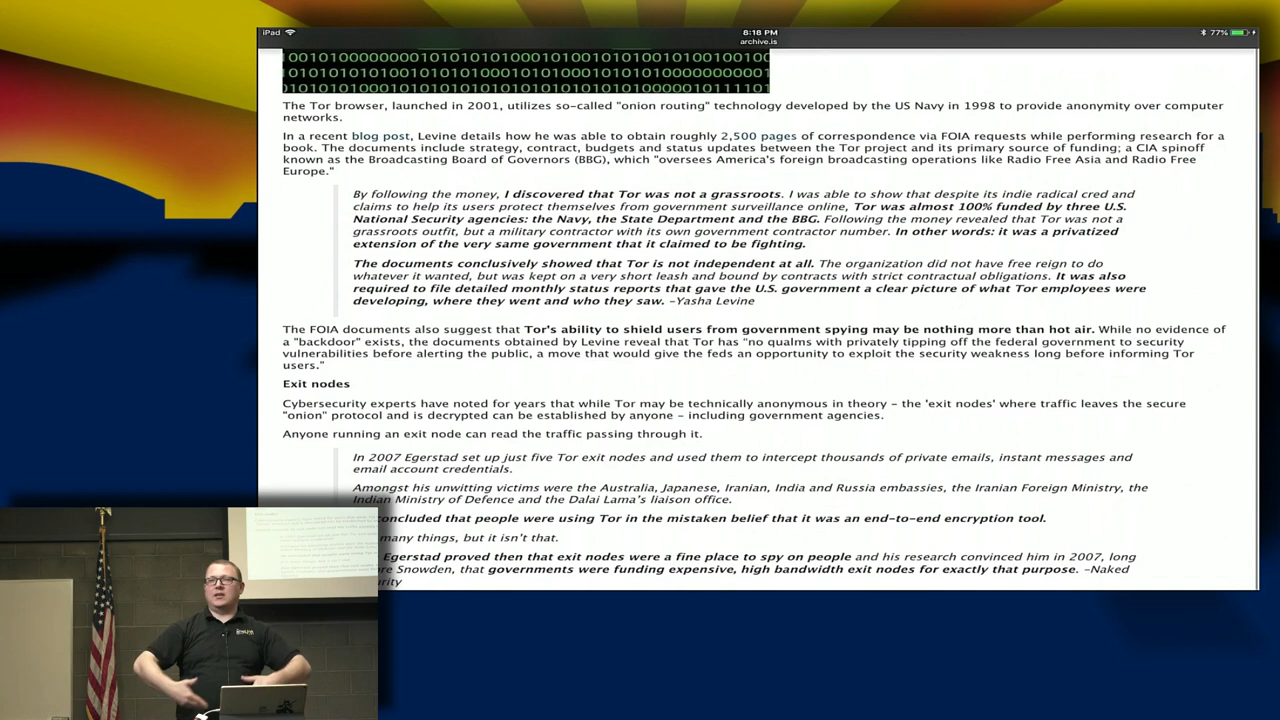 iPad
8:18 PM
archive.is
77%
10010100000000101010101000101010010101010010100100100
1010101010100101010101000101010001010101000000000001
The Tor browser, launched in 2001, utilizes so-called "onion routing" technology developed by the US Navy in 1998 to provide anonymity over computer
networks.
In a recent blog post, Levine details how he was able to obtain roughly 2,500 pages of correspondence via FOIA requests while performing research for a
book. The documents include strategy, contract, budgets and status updates between the Tor project and its primary source of funding; a CIA spinoff
known as the Broadcasting Board of Governors (BBG), which "oversees America's foreign broadcasting operations like Radio Free Asia and Radio Free
Europe."
By following the money, I discovered that Tor was not a grassroots. I was able to show that despite its indie radical cred and
claims to help its users protect themselves from government surveillance online, Tor was almost 100% funded by three U.S.
National Security agencies: the Navy, the State Department and the BBG. Following the money revealed that Tor was not a
grassroots outfit, but a military contractor with its own government contractor number. In other words: it was a privatized
extension of the very same government that it claimed to be fighting.
The documents conclusively showed that Tor is not independent at all. The organization did not have free reign to do
whatever it wanted, but was kept on a very short leash and bound by contracts with strict contractual obligations. It was also
required to file detailed monthly status reports that gave the U.S. government a clear picture of what Tor employees were
developing, where they went and who they saw. -Yasha Levine
The FOIA documents also suggest that Tor's ability to shield users from government spying may be nothing more than hot air. While no evidence of
a "backdoor" exists, the documents obtained by Levine reveal that Tor has "no qualms with privately tipping off the federal government to security
vulnerabilities before alerting the public, a move that would give the feds an opportunity to exploit the security weakness long before informing Tor
users."
Exit nodes
Cybersecurity experts have noted for years that while Tor may be technically anonymous in theory - the 'exit nodes' where traffic leaves the secure
"onion" protocol and is decrypted can be established by anyone - including government agencies.
Anyone running an exit node can read the traffic passing through it.
In 2007 Egerstad set up just five Tor exit nodes and used them to intercept thousands of private emails, instant messages and
email account credentials.
Amongst his unwitting victims were the Australia, Japanese, Iranian, India and Russia embassies, the Iranian Foreign Ministry, the
Indian Ministry of Defence and the Dalai Lama's liaison office.
concluded that people were using Tor in the mistaken belief that it was an end-to-end encryption tool.
many things, but it isn't that.
Egerstad proved then that exit nodes were a fine place to spy on people and his research convinced him in 2007, long
Snowden, that governments were funding expensive, high bandwidth exit nodes for exactly that purpose. -Naked